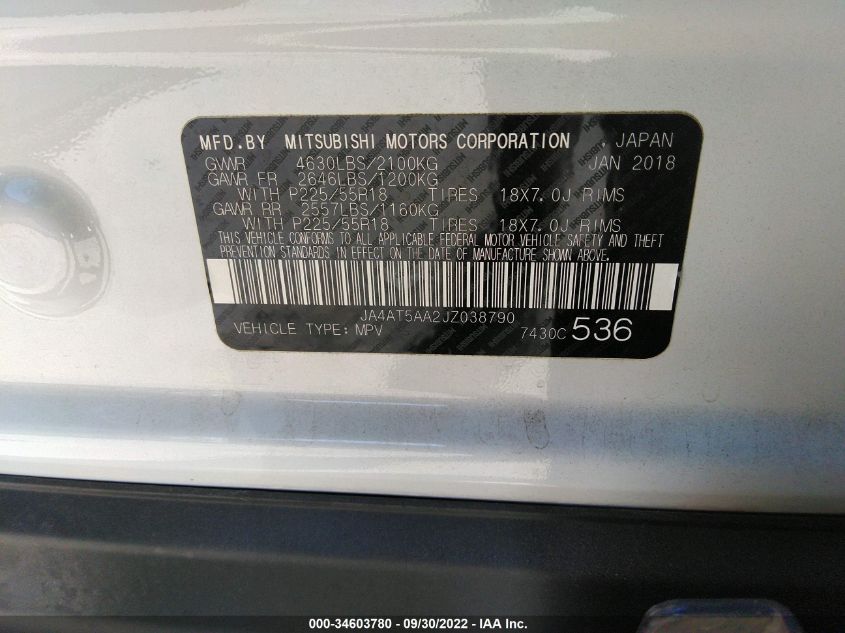 MFD.BY MITSUBISHI MOTORS CORPORATION , JAPAN
GVWR 4630LBS/2100KG JAN 2018
GAWR FR 2646LBS/1200KG
WITH P225/55R18 TIRES 18X7.0J RIMS
GAWR RR 2557LBS/1160KG
WITH P225/55R18 TIRES 18X7.0J RIMS
THIS VEHICLE CONFORMS TO ALL APPLICABLE FEDERAL MOTOR VEHICLE SAFETY AND THEFT
PREVENTION STANDARDS IN EFFECT ON THE DATE OF MANUFACTURE SHOWN ABOVE.
JA4AT5AA2JZ038790
VEHICLE TYPE: MPV 7430C 536
000-34603780 - 09/30/2022 - IAA Inc.